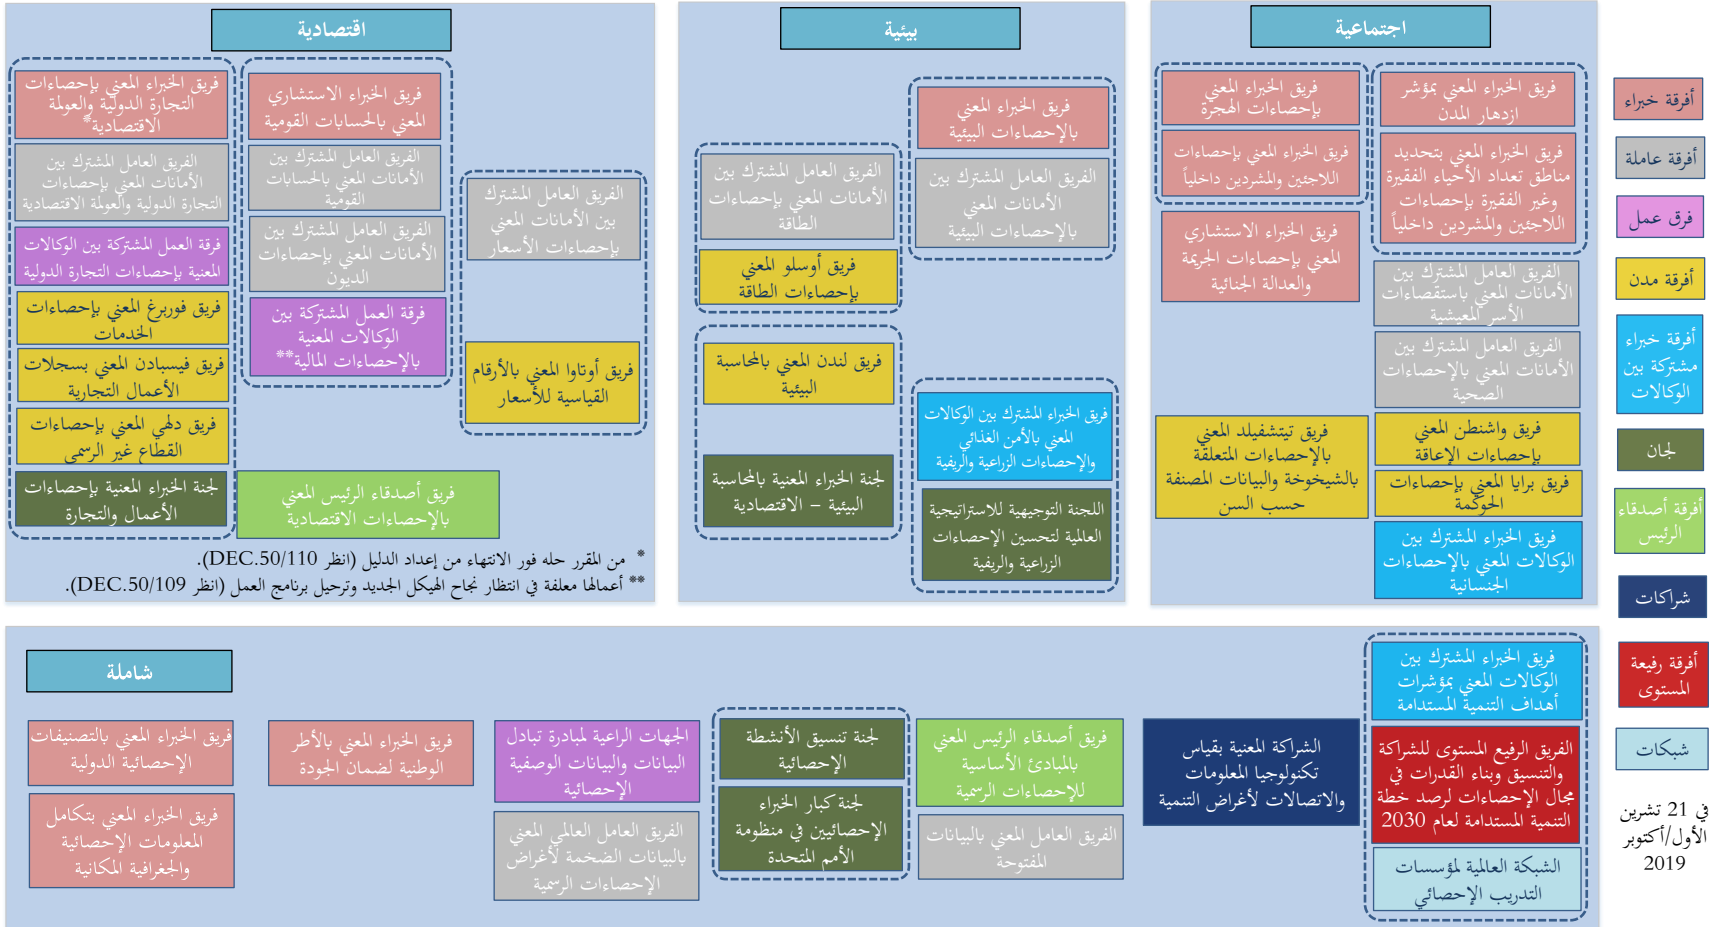 اجتماعية
فريق الخبراء المعني بمؤشر
ازدهار المدن
فريق الخبراء المعني بتحديد
مناطق تعداد الأحياء الفقيرة
وغير الفقيرة بإحصاءات
اللاجئين والمشردين داخلياً
فريق الخبراء المعني
بإحصاءات الهجرة
فريق الخبراء المعني بإحصاءات
اللاجئين والمشردين داخلياً
فريق الخبراء الاستشاري
المعني بإحصاءات الجريمة
والعدالة الجنائية
الفريق العامل المشترك بين
الأمانات المعني باستقصاءات
الأسر المعيشية
الفريق العامل المشترك بين
الأمانات المعني بالإحصاءات
الصحية
فريق واشنطن المعني
بإحصاءات الإعاقة
فريق برايا المعني بإحصاءات
الحوكمة
فريق الخبراء المشترك بين
الوكالات المعني بالإحصاءات
الجنسانية
فريق تيتشفيلد المعني
بالإحصاءات المتعلقة
بالشيخوخة والبيانات المصنفة
حسب السن
بيئية
فريق الخبراء المعني
بالإحصاءات البيئية
الفريق العامل المشترك بين
الأمانات المعني
بالإحصاءات البيئية
الفريق العامل المشترك بين
الأمانات المعني بإحصاءات
الطاقة
فريق أوسلو المعني
بإحصاءات الطاقة
فريق لندن المعني بالمحاسبة
البيئية
لجنة الخبراء المعنية بالمحاسبة
البيئية – الاقتصادية
فريق الخبراء المشترك بين الوكالات
المعني بالأمن الغذائي
والإحصاءات الزراعية والريفية
اللجنة التوجيهية للاستراتيجية
العالمية لتحسين الإحصاءات
الزراعية والريفية
اقتصادية
الفريق العامل المشترك
بين الأمانات المعني
بإحصاءات الأسعار
فريق أوتاوا المعني بالأرقام
القياسية للأسعار
فريق الخبراء الاستشاري
المعني بالحسابات القومية
الفريق العامل المشترك بين
الأمانات المعني بالحسابات
القومية
الفريق العامل المشترك بين
الأمانات المعني بإحصاءات
الديون
فرقة العمل المشتركة بين
الوكالات المعنية
بالإحصاءات المالية**
فريق الخبراء المعني بإحصاءات
التجارة الدولية والعولمة
الاقتصادية*
الفريق العامل المشترك بين
الأمانات المعني بإحصاءات
التجارة الدولية والعولمة الاقتصادية
فرقة العمل المشتركة بين الوكالات
المعنية بإحصاءات التجارة الدولية
فريق فوربرغ المعني بإحصاءات
الخدمات
فريق فيسبادن المعني بسجلات
الأعمال التجارية
فريق دلهي المعني بإحصاءات
القطاع غير الرسمي
لجنة الخبراء المعنية بإحصاءات
الأعمال والتجارة
فريق أصدقاء الرئيس المعني
بالإحصاءات الاقتصادية
* من المقرر حله فور الانتهاء من إعداد الدليل (انظر DEC.50/110).
** أعمالها معلقة في انتظار نجاح الهيكل الجديد وترحيل برنامج العمل (انظر DEC.50/109).
أفرقة خبراء
أفرقة عاملة
فرق عمل
أفرقة مدن
أفرقة خبراء
مشتركة بين
الوكالات
لجان
أفرقة أصدقاء
الرئيس
شراكات
أفرقة رفيعة
المستوى
شبكات
في 21 تشرين
الأول/أكتوبر
2019
شاملة
فريق الخبراء المشترك بين
الوكالات المعني بمؤشرات
أهداف التنمية المستدامة
الفريق الرفيع المستوى للشراكة
والتنسيق وبناء القدرات في
مجال الإحصاءات لرصد خطة
التنمية المستدامة لعام 2030
الشبكة العالمية لمؤسسات
التدريب الإحصائي
الشراكة المعنية بقياس
تكنولوجيا المعلومات
والاتصالات لأغراض التنمية
فريق أصدقاء الرئيس المعني
بالمبادئ الأساسية
للإحصاءات الرسمية
الفريق العامل المعني بالبيانات
المفتوحة
لجنة تنسيق الأنشطة
الإحصائية
لجنة كبار الخبراء
الإحصائيين في منظومة
الأمم المتحدة
الجهات الراعية لمبادرة تبادل
البيانات والبيانات الوصفية
الإحصائية
الفريق العامل العالمي المعني
بالبيانات الضخمة لأغراض
الإحصاءات الرسمية
فريق الخبراء المعني بالأطر
الوطنية لضمان الجودة
فريق الخبراء المعني بالتصنيفات
الإحصائية الدولية
فريق الخبراء المعني بتكامل
المعلومات الإحصائية
والجغرافية المكانية